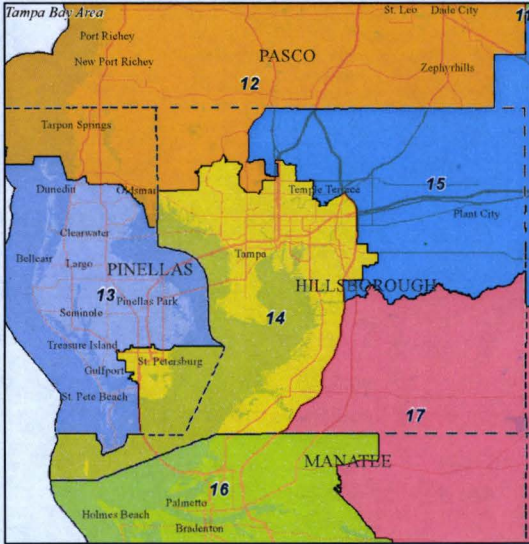 Tampa Bay Area
St. Leo
Dade City
11
Port Richey
PASCO
New Port Richey
Zephyrhills
12
Tarpon Springs
Dunedin
Oldsmar
Temple Terrace
15
Plant City
Clearwater
Tampa
Belleair
Largo
PINELLAS
HILLSBOROUGH
13
Pinellas Park
Seminole
14
Treasure Island
St. Petersburg
Gulfport
St. Pete Beach
17
MANATEE
16
Palmetto
Holmes Beach
Bradenton